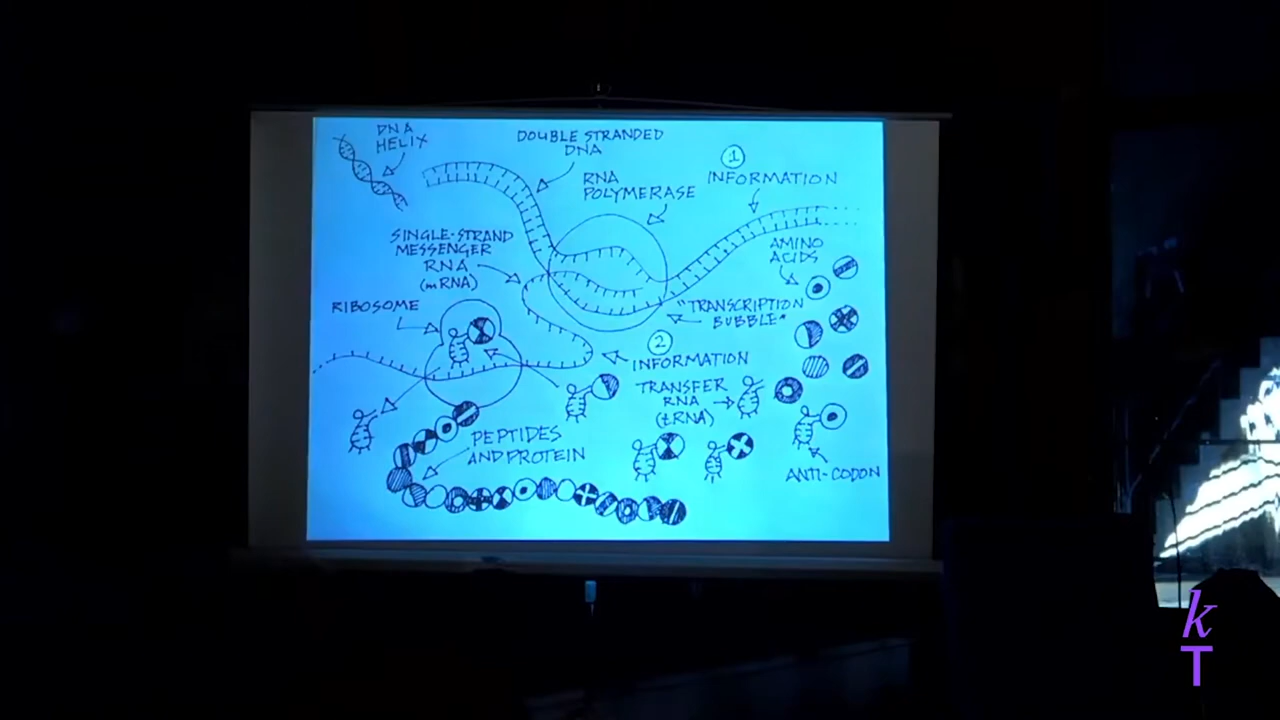 DNA
HELIX
DOUBLE STRANDED
DNA
1
INFORMATION
RNA
POLYMERASE
SINGLE-STRAND
MESSENGER
RNA
(mRNA)
AMINO
ACIDS
RIBOSOME
"TRANSCRIPTION
BUBBLE"
2
INFORMATION
TRANSFER
RNA
(tRNA)
PEPTIDES
AND PROTEIN
ANTI-CODON
k
T